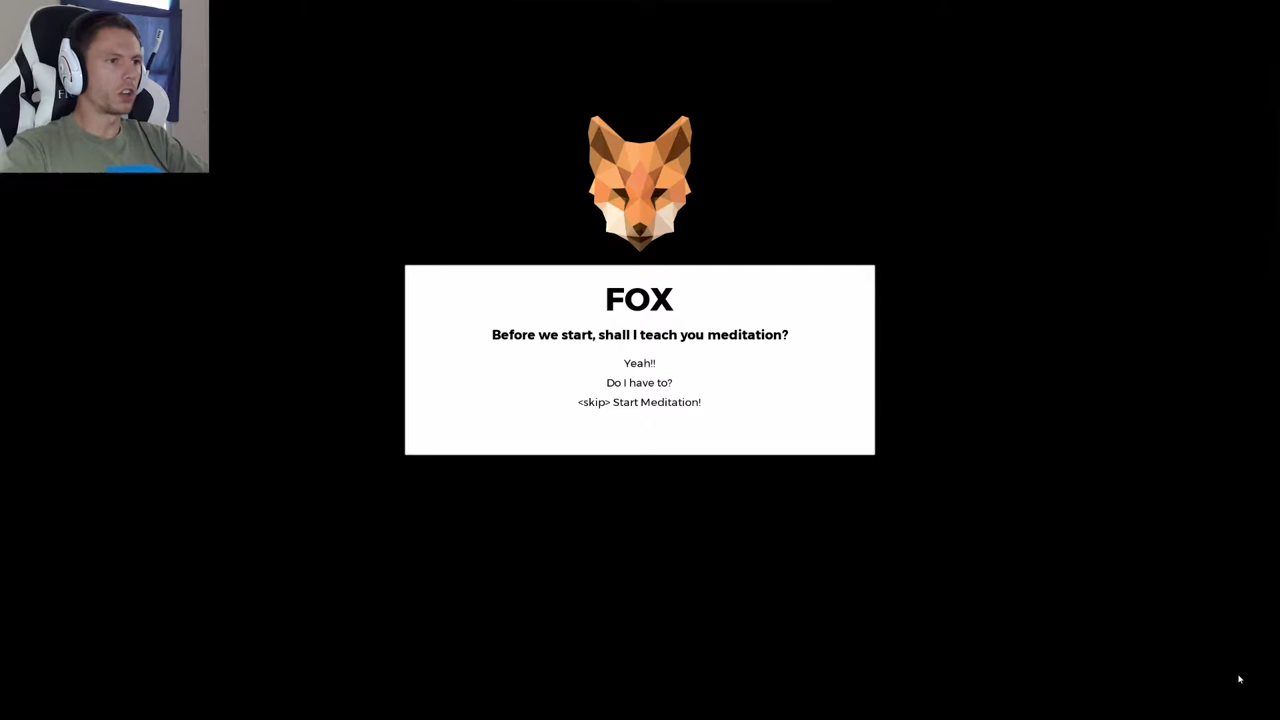 FOX
Before we start, shall I teach you meditation?
Yeah!!
Do I have to?
<skip> Start Meditation!